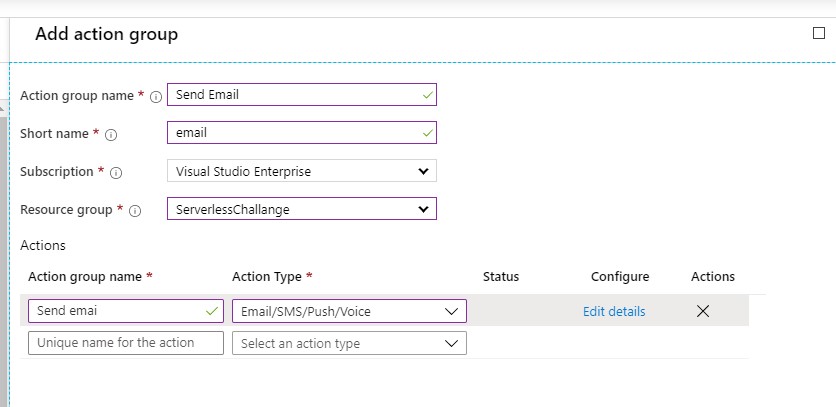 Add action group
Action group name * Send Email
Short name * email
Subscription * Visual Studio Enterprise
Resource group * ServerlessChallange
Actions
Action group name * Action Type * Status Configure Actions
Send emai Email/SMS/Push/Voice Edit details
Unique name for the action Select an action type